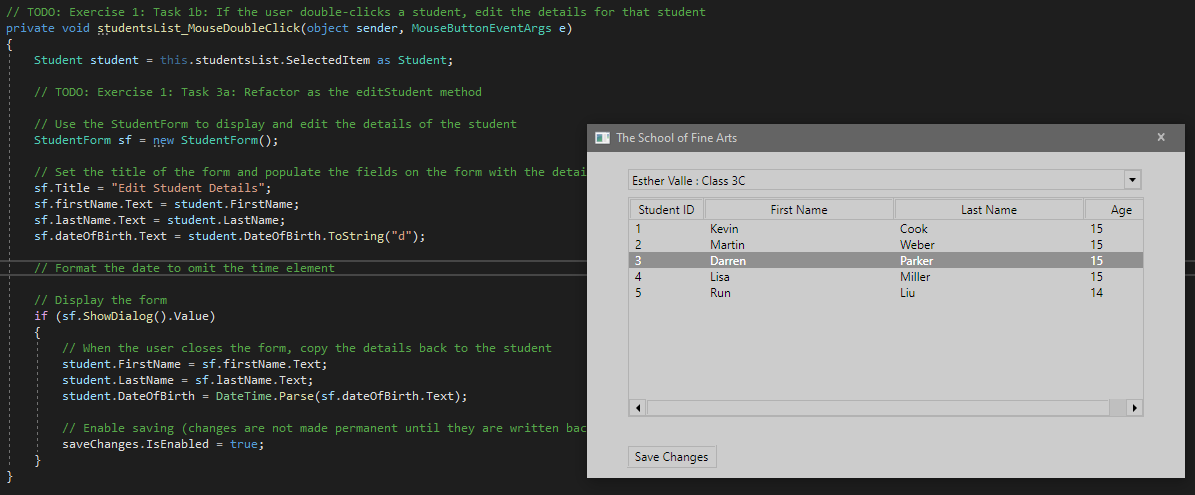 // TODO: Exercise 1: Task 1b: If the user double-clicks a student, edit the details for that student
private void studentsList_MouseDoubleClick(object sender, MouseButtonEventArgs e)
{
Student student = this.studentsList.SelectedItem as Student;
// TODO: Exercise 1: Task 3a: Refactor as the editStudent method
// Use the StudentForm to display and edit the details of the student
StudentForm sf = new StudentForm();
// Set the title of the form and populate the fields on the form with the detai
sf.Title = "Edit Student Details";
sf.firstName.Text = student.FirstName;
sf.lastName.Text = student.LastName;
sf.dateOfBirth.Text = student.DateOfBirth.ToString("d");
// Format the date to omit the time element
// Display the form
if (sf.ShowDialog().Value)
{
// When the user closes the form, copy the details back to the student
student.FirstName = sf.firstName.Text;
student.LastName = sf.lastName.Text;
student.DateOfBirth = DateTime.Parse(sf.dateOfBirth.Text);
// Enable saving (changes are not made permanent until they are written bac
saveChanges.IsEnabled = true;
}
}
The School of Fine Arts
Esther Valle : Class 3C
Student ID First Name Last Name Age
1 Kevin Cook 15
2 Martin Weber 15
3 Darren Parker 15
4 Lisa Miller 15
5 Run Liu 14
Save Changes